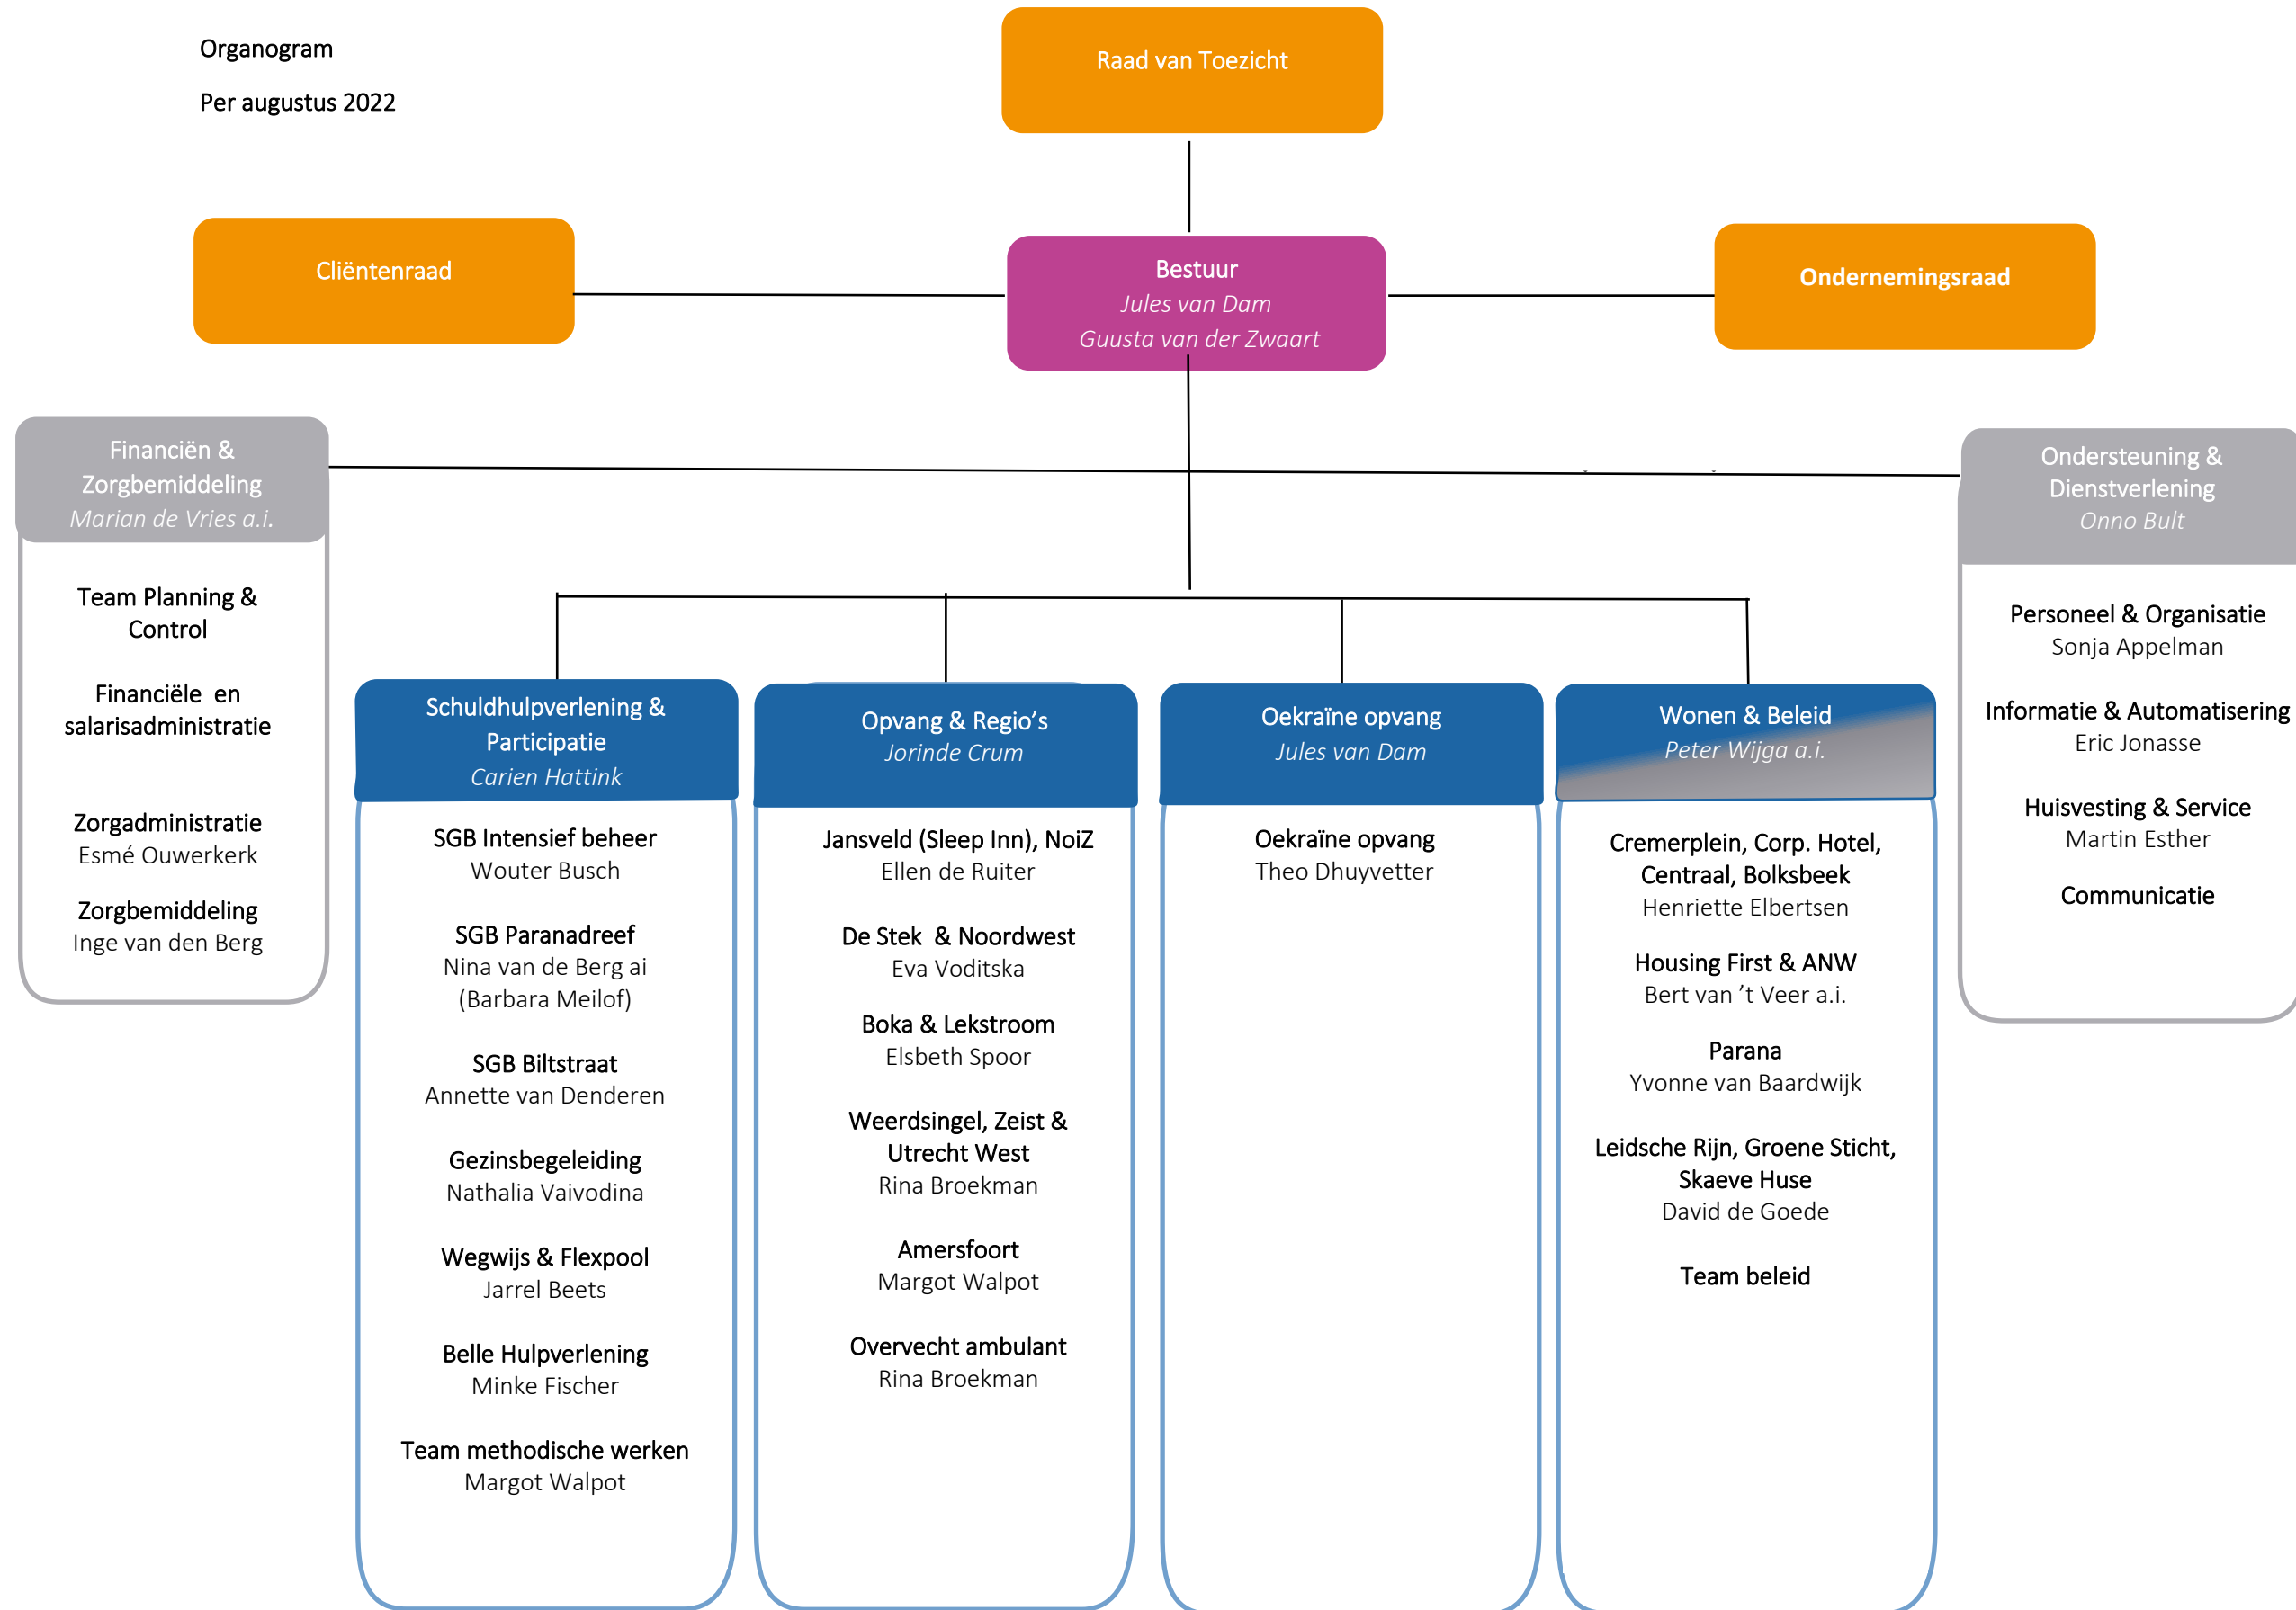 Organogram
Per augustus 2022
Raad van Toezicht
Cliëntenraad
Bestuur
Jules van Dam
Guusta van der Zwaart
Ondernemingsraad
Financiën &
Zorgbemiddeling
Marian de Vries a.i.
Team Planning &
Control
Financiële en
salarisadministratie
Zorgadministratie
Esmé Ouwerkerk
Zorgbemiddeling
Inge van den Berg
Schuldhulpverlening &
Participatie
Carien Hattink
SGB Intensief beheer
Wouter Busch
SGB Paranadreef
Nina van de Berg ai
(Barbara Meilof)
SGB Biltstraat
Annette van Denderen
Gezinsbegeleiding
Nathalia Vaivodina
Wegwijs & Flexpool
Jarrel Beets
Belle Hulpverlening
Minke Fischer
Team methodische werken
Margot Walpot
Opvang & Regio’s
Jorinde Crum
Jansveld (Sleep Inn), NoiZ
Ellen de Ruiter
De Stek & Noordwest
Eva Voditska
Boka & Lekstroom
Elsbeth Spoor
Weerdsingel, Zeist &
Utrecht West
Rina Broekman
Amersfoort
Margot Walpot
Overvecht ambulant
Rina Broekman
Oekraïne opvang
Jules van Dam
Oekraïne opvang
Theo Dhuyvetter
Wonen & Beleid
Peter Wijga a.i.
Cremerplein, Corp. Hotel,
Centraal, Bolksbeek
Henriette Elbertsen
Housing First & ANW
Bert van ’t Veer a.i.
Parana
Yvonne van Baardwijk
Leidsche Rijn, Groene Sticht,
Skaeve Huse
David de Goede
Team beleid
Ondersteuning &
Dienstverlening
Onno Bult
Personeel & Organisatie
Sonja Appelman
Informatie & Automatisering
Eric Jonasse
Huisvesting & Service
Martin Esther
Communicatie